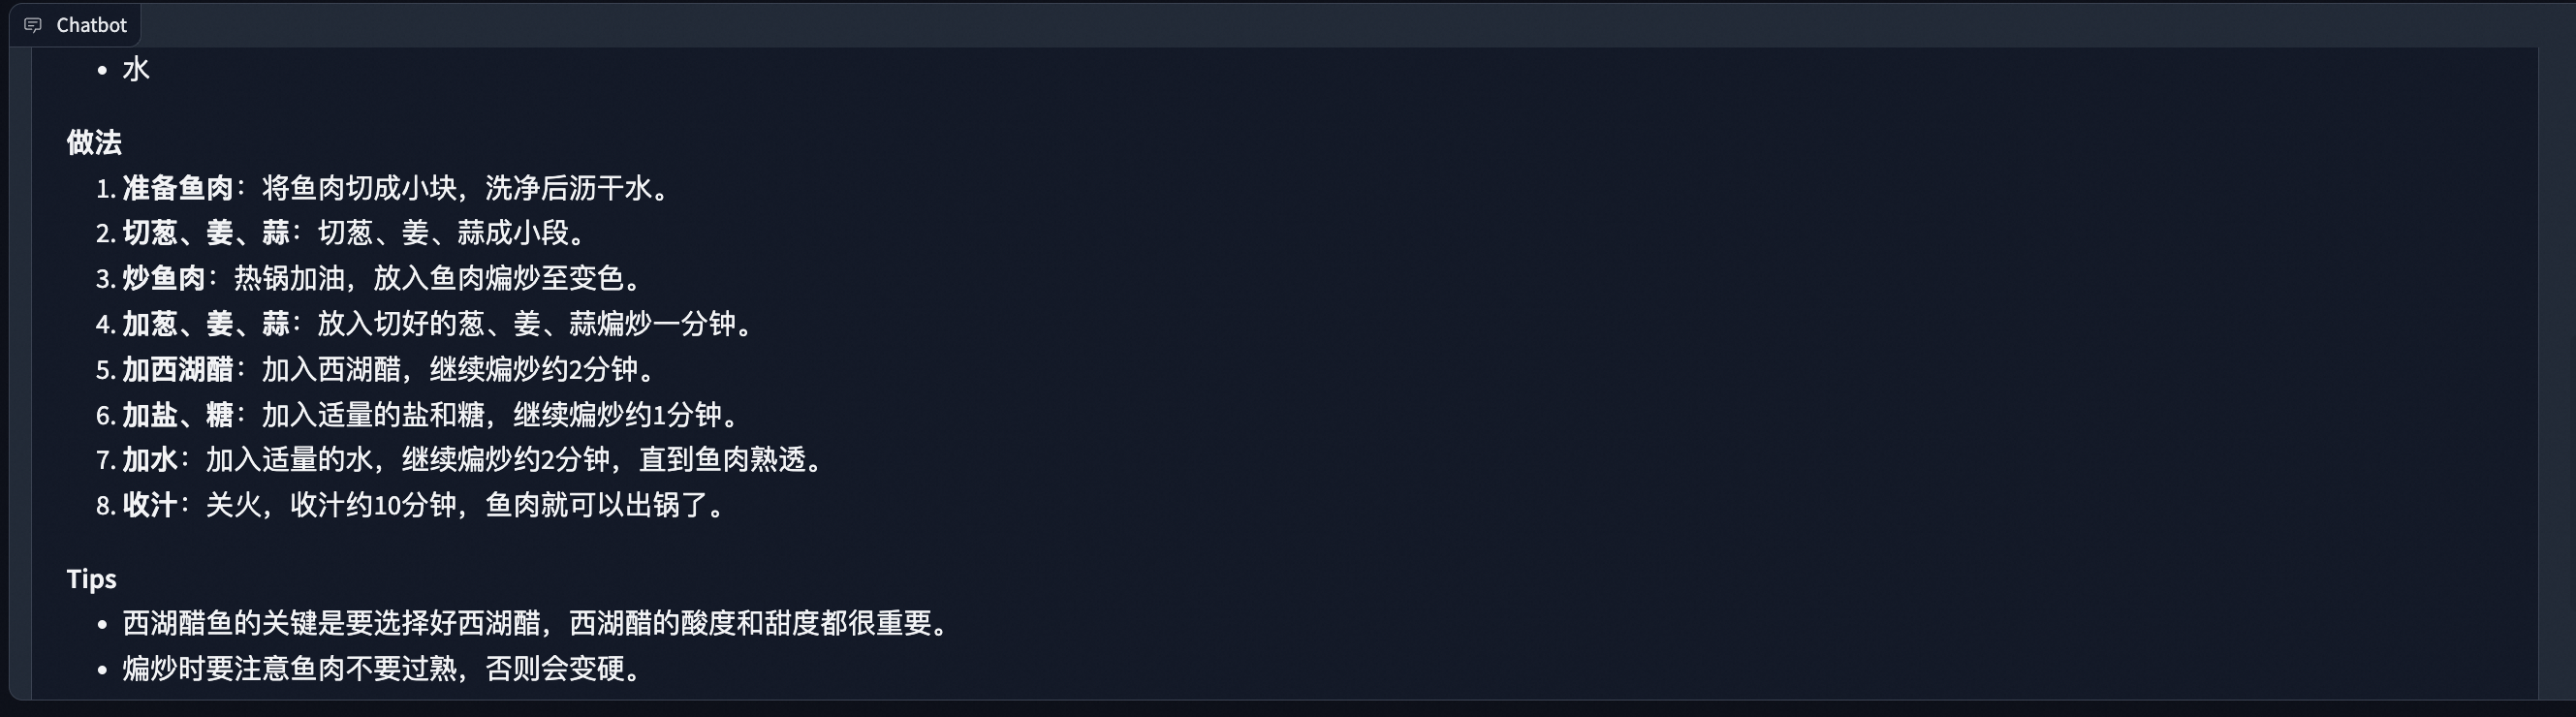 Chatbot
• 水
做法
1. 准备鱼肉：将鱼肉切成小块，洗净后沥干水。
2. 切葱、姜、蒜：切葱、姜、蒜成小段。
3. 炒鱼肉：热锅加油，放入鱼肉煸炒至变色。
4. 加葱、姜、蒜：放入切好的葱、姜、蒜煸炒一分钟。
5. 加西湖醋：加入西湖醋，继续煸炒约2分钟。
6. 加盐、糖：加入适量的盐和糖，继续煸炒约1分钟。
7. 加水：加入适量的水，继续煸炒约2分钟，直到鱼肉熟透。
8. 收汁：关火，收汁约10分钟，鱼肉就可以出锅了。
Tips
• 西湖醋鱼的关键是要选择好西湖醋，西湖醋的酸度和甜度都很重要。
• 煸炒时要注意鱼肉不要过熟，否则会变硬。